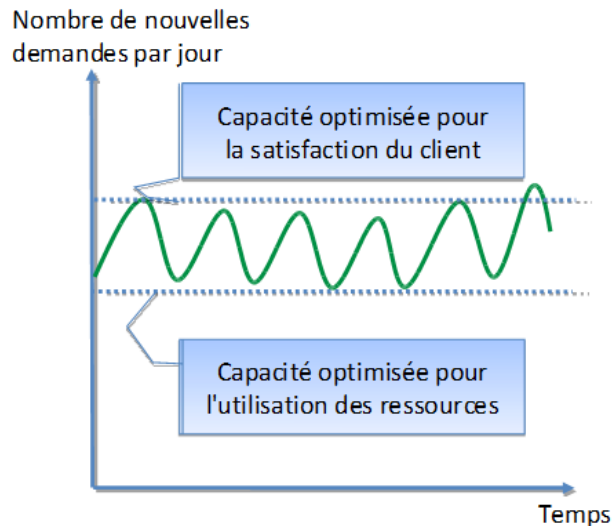 Nombre de nouvelles
demandes par jour
Capacité optimisée pour
la satisfaction du client
Capacité optimisée pour
l'utilisation des ressources
Temps